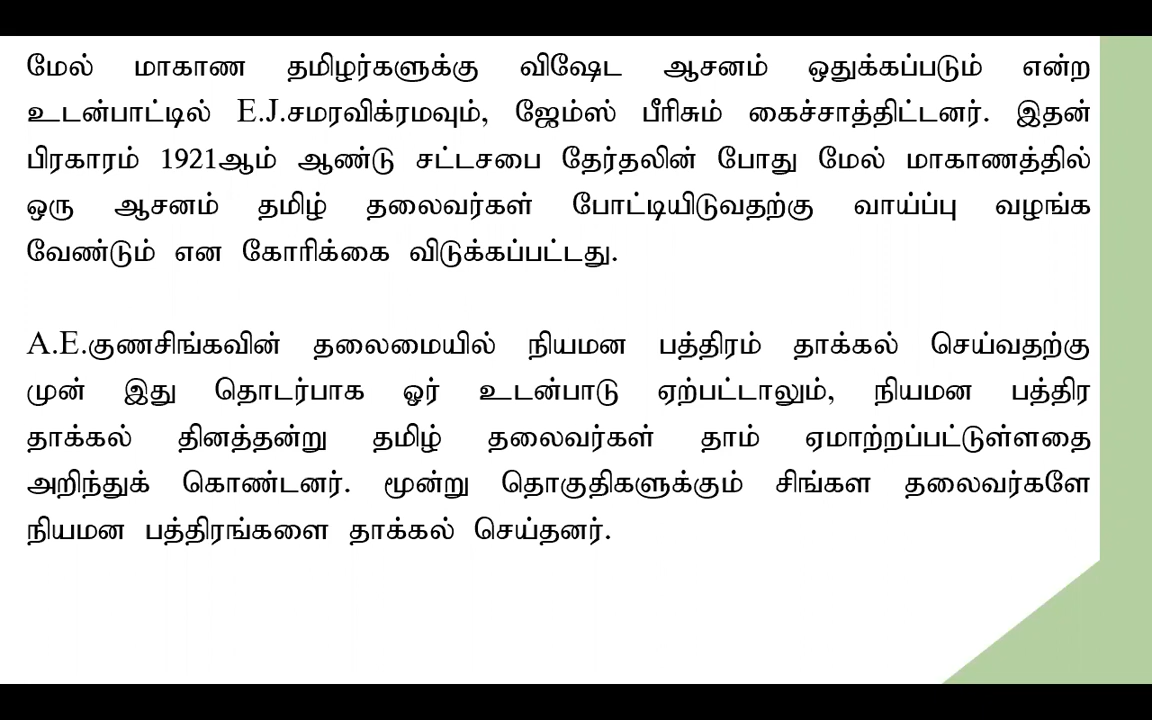 மேல் மாகாண தமிழர்களுக்கு விஷேட ஆசனம் ஒதுக்கப்படும் என்ற
உடன்பாட்டில் E.J.சமரவிக்ரமவும், ஜேம்ஸ் பீரிசும் கைச்சாத்திட்டனர். இதன்
பிரகாரம் 1921ஆம் ஆண்டு சட்டசபை தேர்தலின் போது மேல் மாகாணத்தில்
ஒரு ஆசனம் தமிழ் தலைவர்கள் போட்டியிடுவதற்கு வாய்ப்பு வழங்க
வேண்டும் என கோரிக்கை விடுக்கப்பட்டது.
A.E.குணசிங்கவின் தலைமையில் நியமன பத்திரம் தாக்கல் செய்வதற்கு
முன் இது தொடர்பாக ஓர் உடன்பாடு ஏற்பட்டாலும், நியமன பத்திர
தாக்கல் தினத்தன்று தமிழ் தலைவர்கள் தாம் ஏமாற்றப்பட்டுள்ளதை
அறிந்துக் கொண்டனர். மூன்று தொகுதிகளுக்கும் சிங்கள தலைவர்களே
நியமன பத்திரங்களை தாக்கல் செய்தனர்.